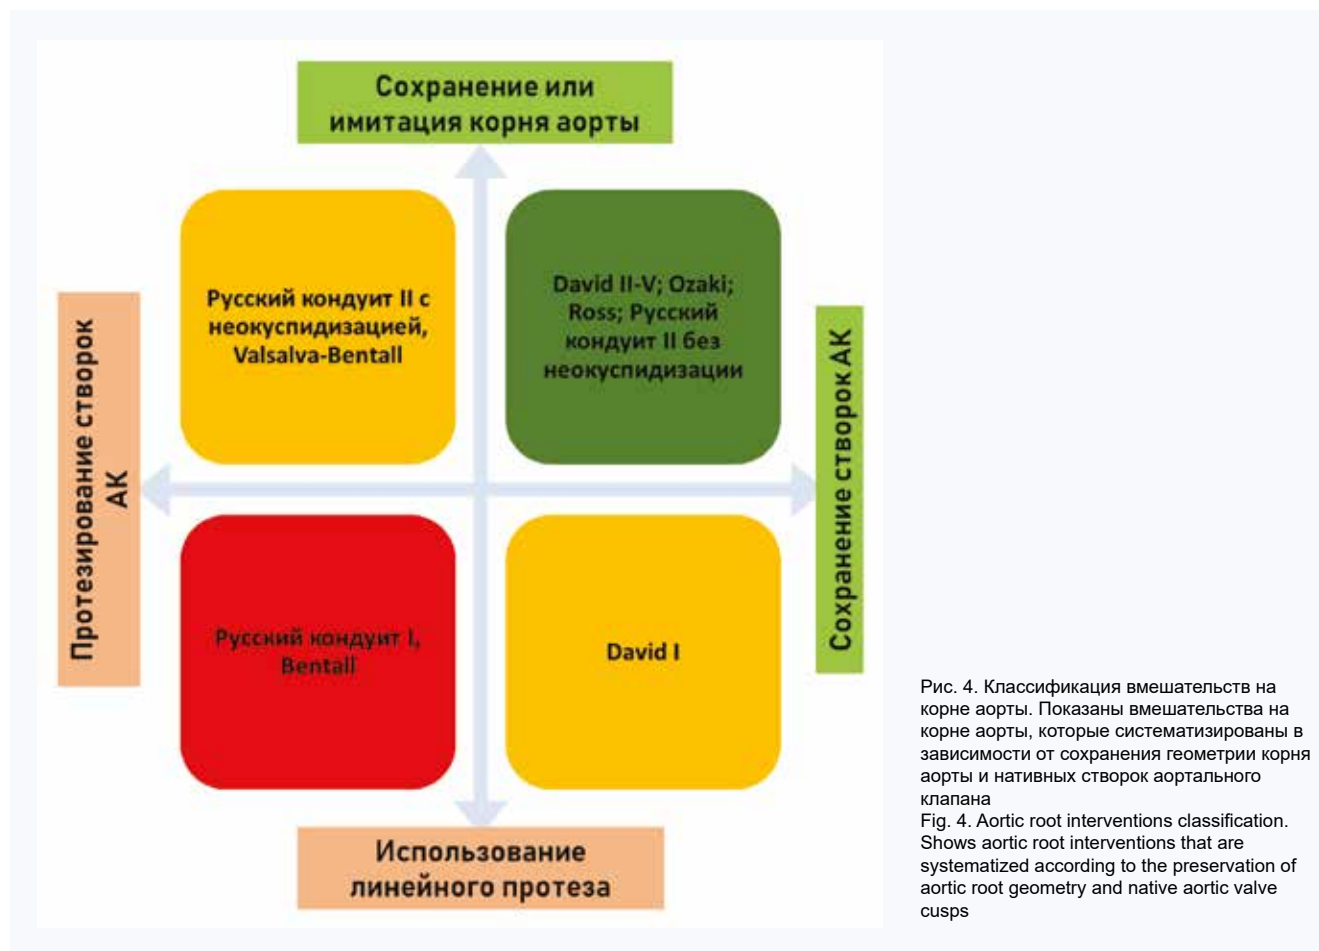 Сохранение или
имитация корня аорты
Русский кондуит II с
неокуспидизацией,
Valsalva-Bentall
David II-V; Ozaki;
Ross; Русский
кондуит II без
неокуспидизации
Протезирование створок
АК
Сохранение створок АК
Русский кондуит I,
Bentall
David I
Использование
линейного протеза
Рис. 4. Классификация вмешательств на
корне аорты. Показаны вмешательства на
корне аорты, которые систематизированы в
зависимости от сохранения геометрии корня
аорты и нативных створок аортального
клапана
Fig. 4. Aortic root interventions classification.
Shows aortic root interventions that are
systematized according to the preservation of
aortic root geometry and native aortic valve
cusps